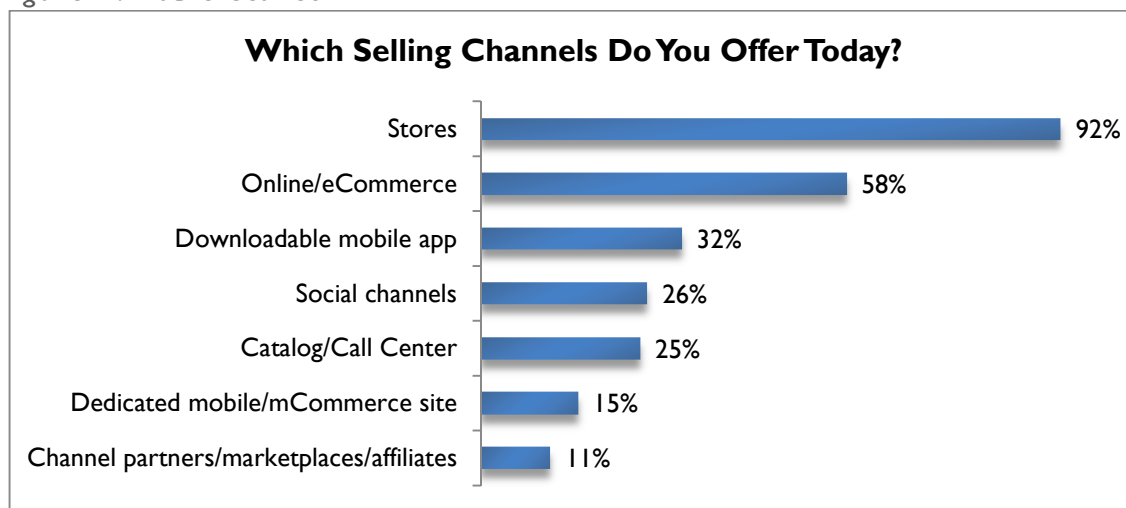 Which Selling Channels Do You Offer Today?
Stores 92%
Online/eCommerce 58%
Downloadable mobile app 32%
Social channels 26%
Catalog/Call Center 25%
Dedicated mobile/mCommerce site 15%
Channel partners/marketplaces/affiliates 11%